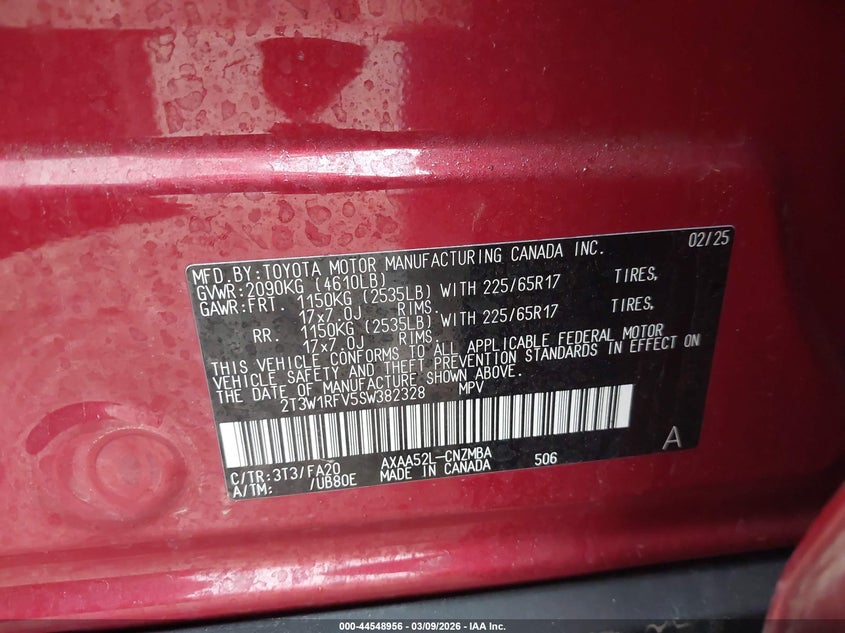 02/25
MFD.BY:TOYOTA MOTOR MANUFACTURING CANADA INC.
GVWR:2090KG (4610LB)
GAWR:FRT. 1150KG (2535LB) WITH 225/65R17 TIRES,
17x7.0J RIMS.
RR. 1150KG (2535LB) WITH 225/65R17 TIRES,
17x7.0J RIMS.
THIS VEHICLE CONFORMS TO ALL APPLICABLE FEDERAL MOTOR
VEHICLE SAFETY AND THEFT PREVENTION STANDARDS IN EFFECT ON
THE DATE OF MANUFACTURE SHOWN ABOVE.
2T3W1RFV5SW382328 MPV
A
C/TR:3T3/FA20 AXAA52L-CNZMBA 506
A/TM: /UB80E MADE IN CANADA
000-44548956 — 03/09/2026 — IAA Inc.